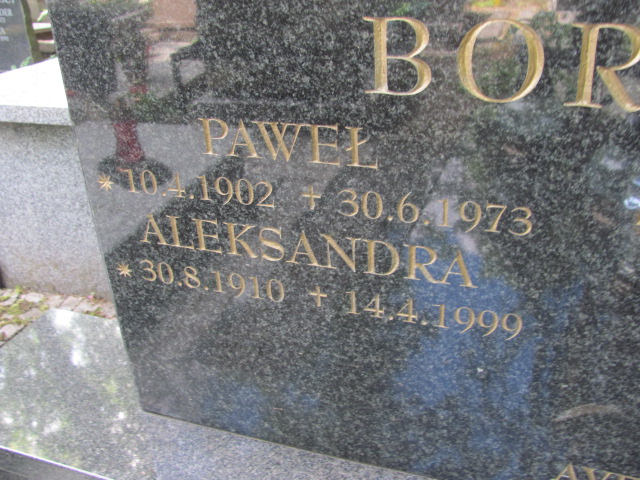 BOR
PAWEŁ
* 10.4.1902 + 30.6.1973
ALEKSANDRA
* 30.8.1910 + 14.4.1999